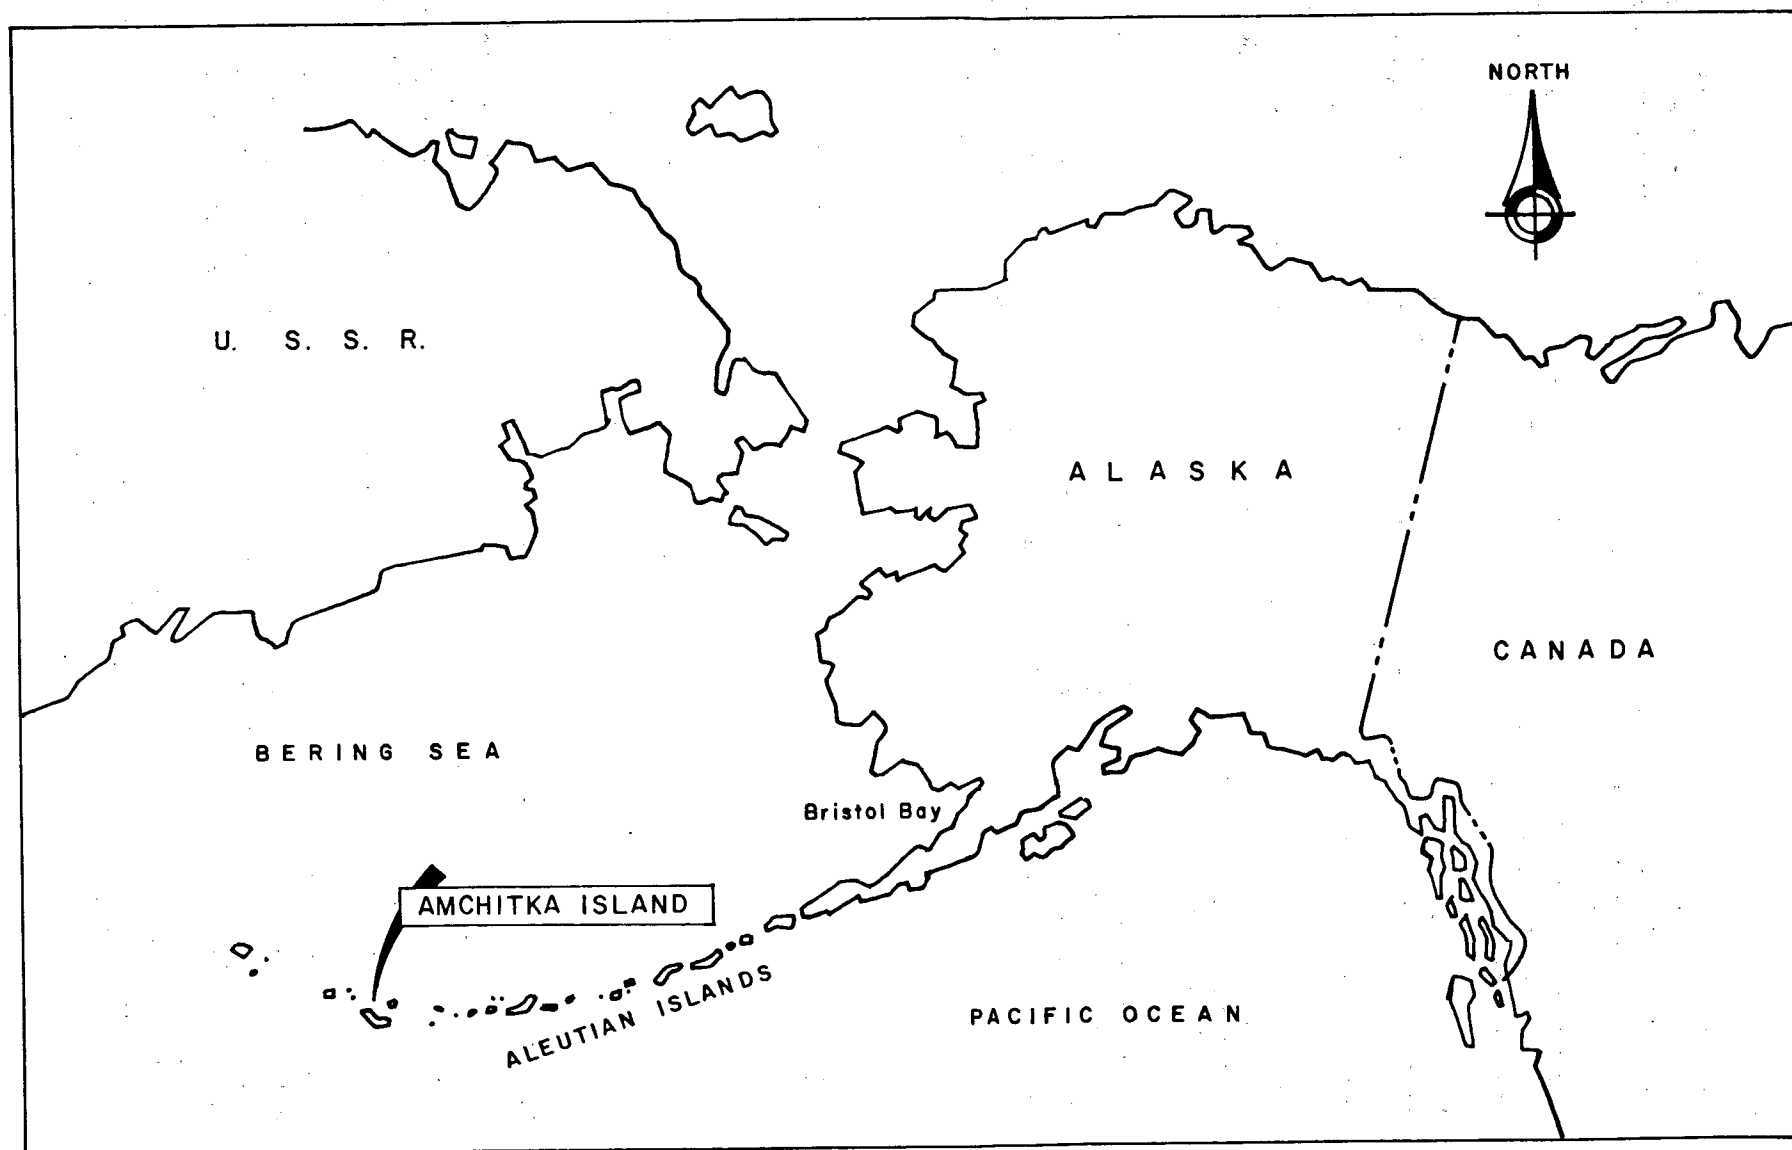 NORTH
U. S. S. R.
ALASKA
CANADA
BERING SEA
Bristol Bay
AMCHITKA ISLAND
ALEUTIAN ISLANDS
PACIFIC OCEAN